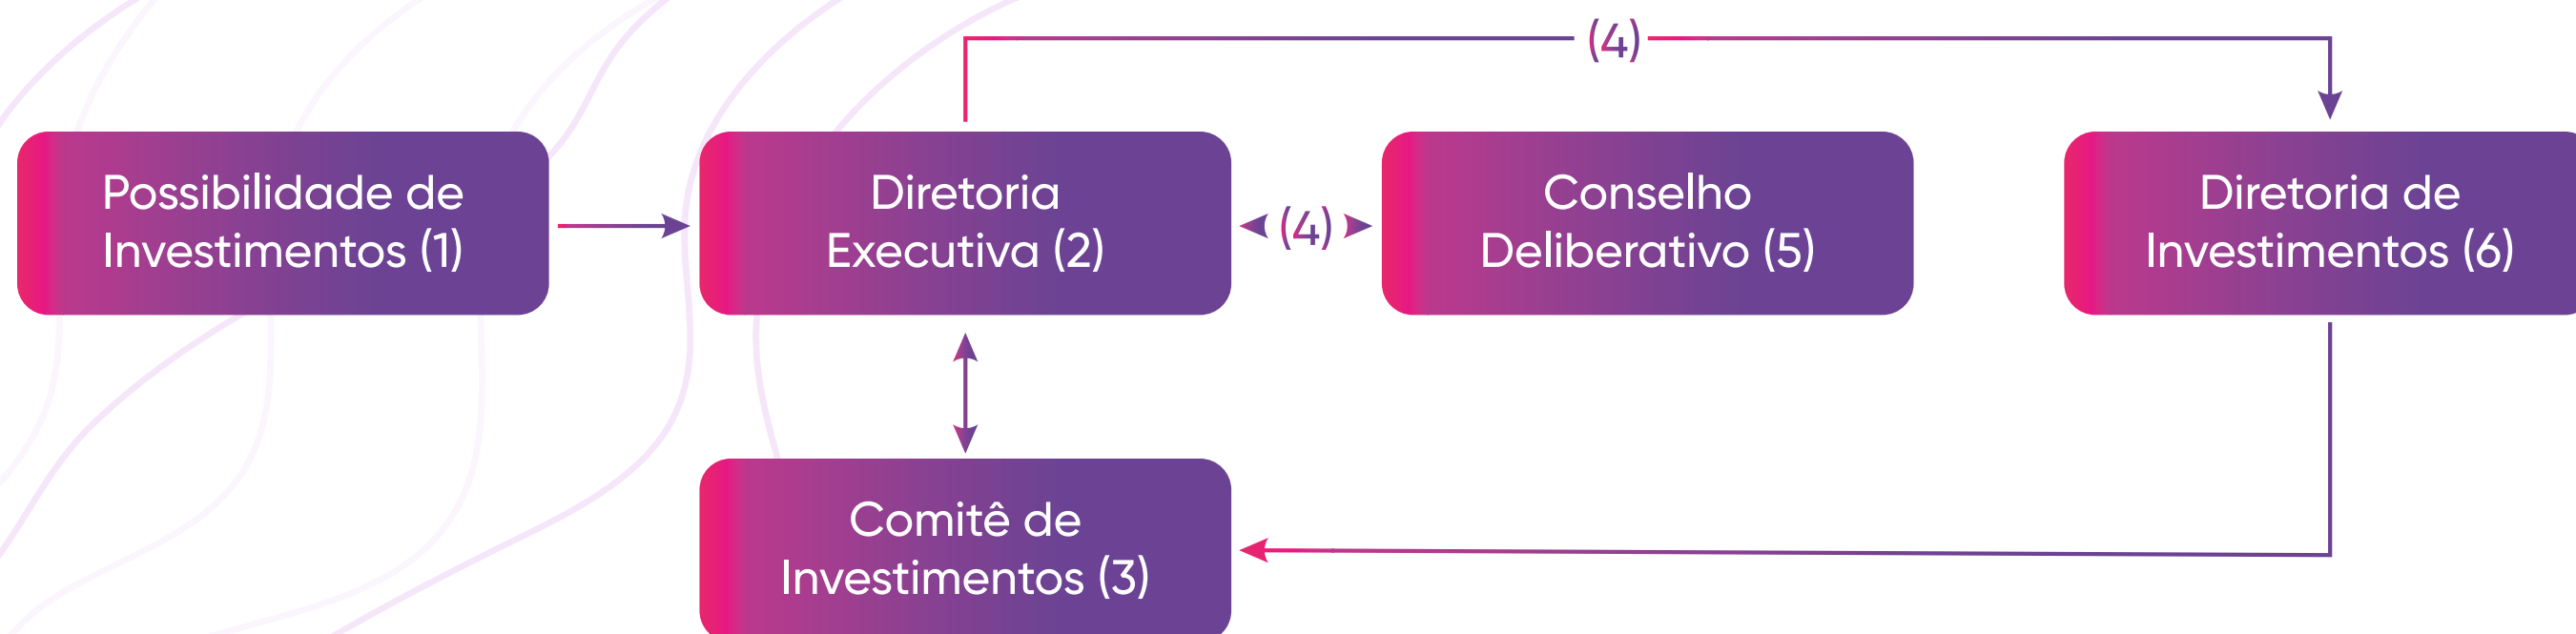 (4)
Possibilidade de
Investimentos (1)
Diretoria
Executiva (2)
(4)
Conselho
Deliberativo (5)
Diretoria de
Investimentos (6)
Comitê de
Investimentos (3)